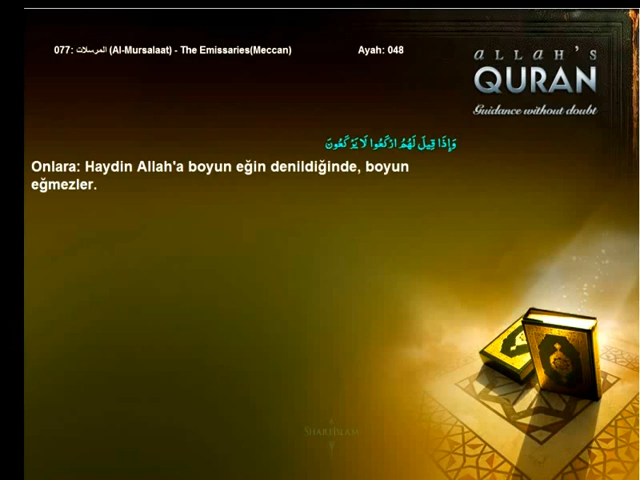 077: المرسلات (Al-Mursalaat) - The Emissaries(Meccan) Ayah: 048
ALLAH'S
QURAN
Guidance without doubt
وَإِذَا قِيلَ لَهُمُ ارْكَعُوا لَا يَرْكَعُونَ
Onlara: Haydin Allah'a boyun eğin denildiğinde, boyun
eğmezler.